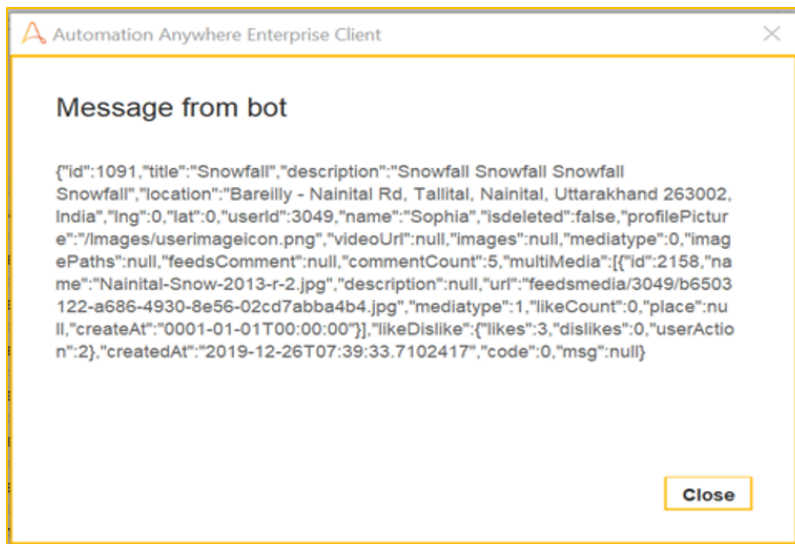 Automation Anywhere Enterprise Client
Message from bot
{"id":1091,"title":"Snowfall","description":"Snowfall Snowfall Snowfall
Snowfall","location":"Bareilly - Nainital Rd, Tallital, Nainital, Uttarakhand 263002,
India","lng":0,"lat":0,"userId":3049,"name":"Sophia","isdeleted":false,"profilePictur
e":"/Images/userimageicon.png","videoUrl":null,"images":null,"mediatype":0,"imag
ePaths":null,"feedsComment":null,"commentCount":5,"multiMedia":[{"id":2158,"na
me":"Nainital-Snow-2013-r-2.jpg","description":null,"url":"feedsmedia/3049/b6503
122-a686-4930-8e56-02cd7abba4b4.jpg","mediatype":1,"likeCount":0,"place":nu
ll,"createAt":"0001-01-01T00:00:00"}],"likeDislike":{"likes":3,"dislikes":0,"userActio
n":2},"createdAt":"2019-12-26T07:39:33.7102417","code":0,"msg":null}
Close